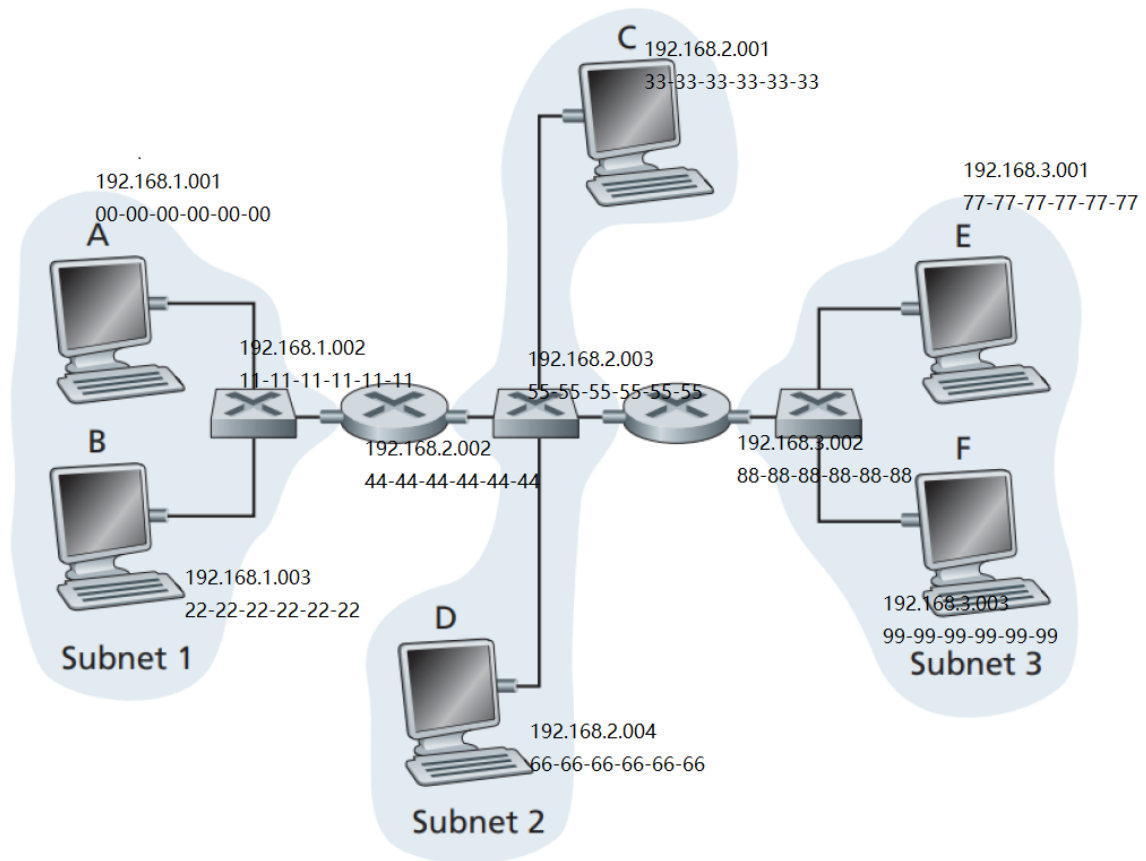 C
192.168.2.001
33-33-33-33-33-33
192.168.1.001
00-00-00-00-00-00
A
192.168.3.001
77-77-77-77-77-77
E
192.168.1.002
11-11-11-11-11-11
192.168.2.003
55-55-55-55-55-55
B
192.168.2.002
44-44-44-44-44-44
192.168.3.002
88-88-88-88-88-88
F
192.168.1.003
22-22-22-22-22-22
Subnet 1
192.168.3.003
99-99-99-99-99-99
Subnet 3
D
192.168.2.004
66-66-66-66-66-66
Subnet 2